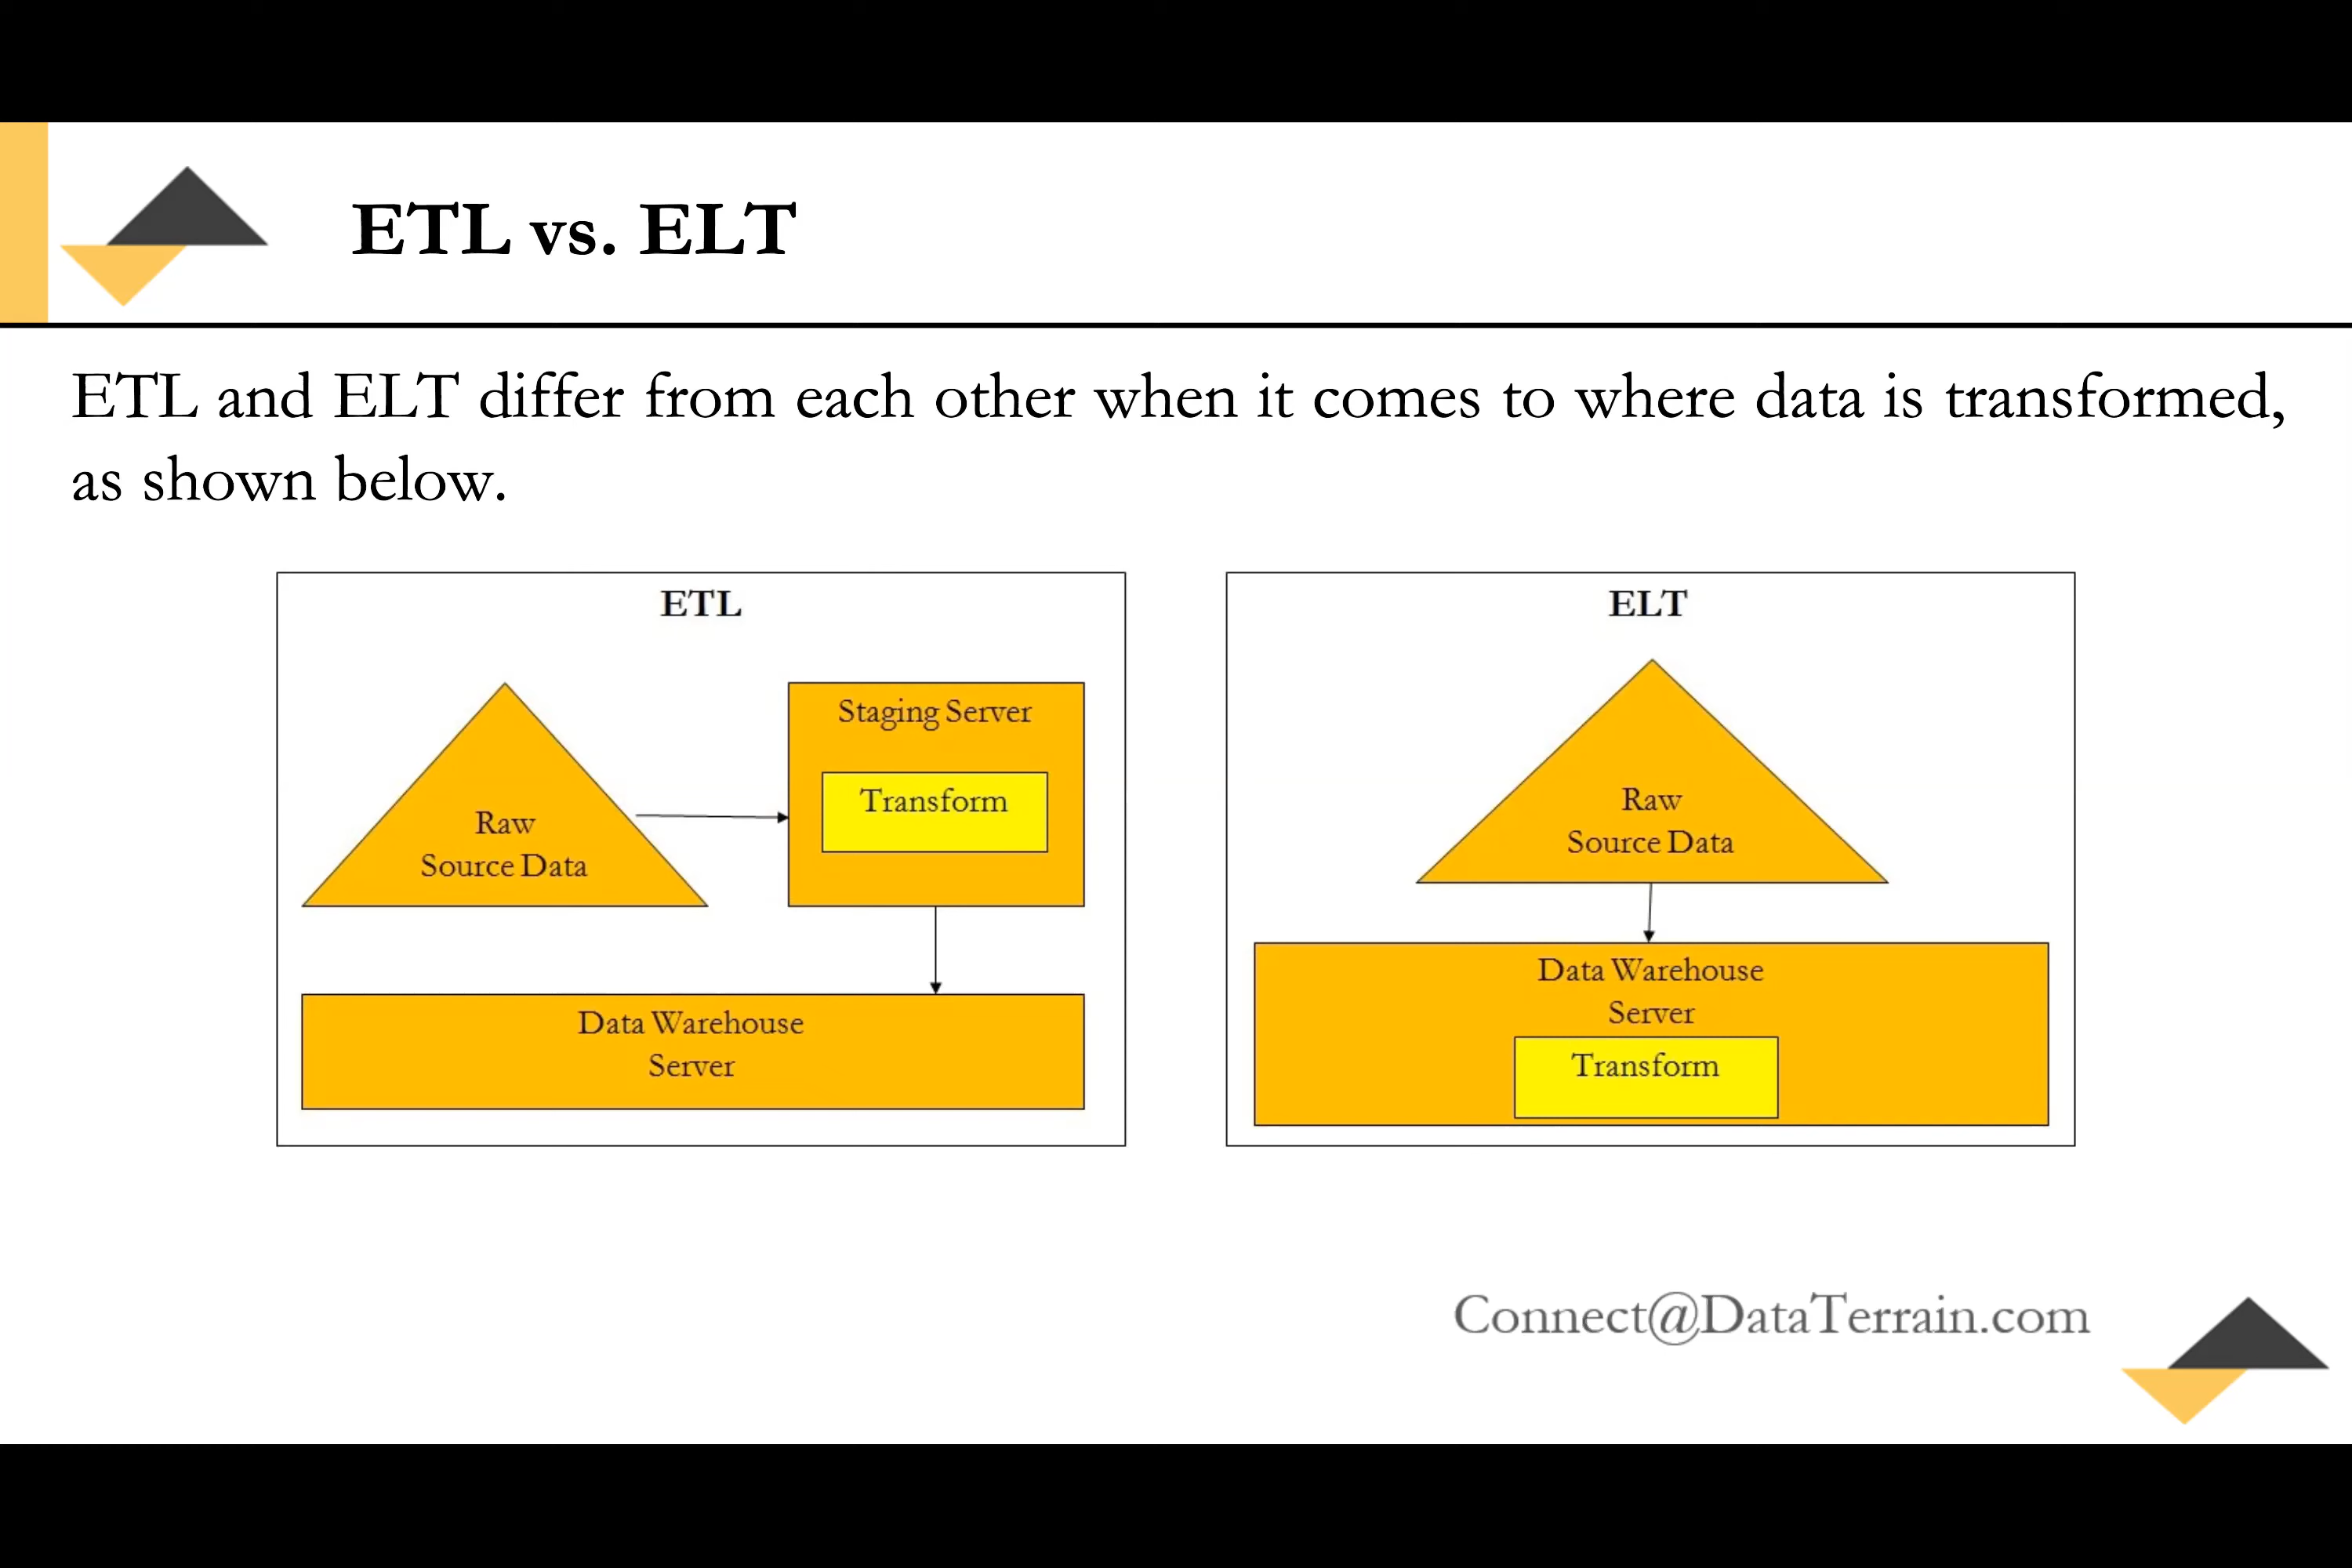 ETL vs. ELT
ETL and ELT differ from each other when it comes to where data is transformed,
as shown below.
ETL
Raw
Source Data
Staging Server
Transform
Data Warehouse
Server
ELT
Raw
Source Data
Data Warehouse
Server
Transform
Connect@DataTerrain.com